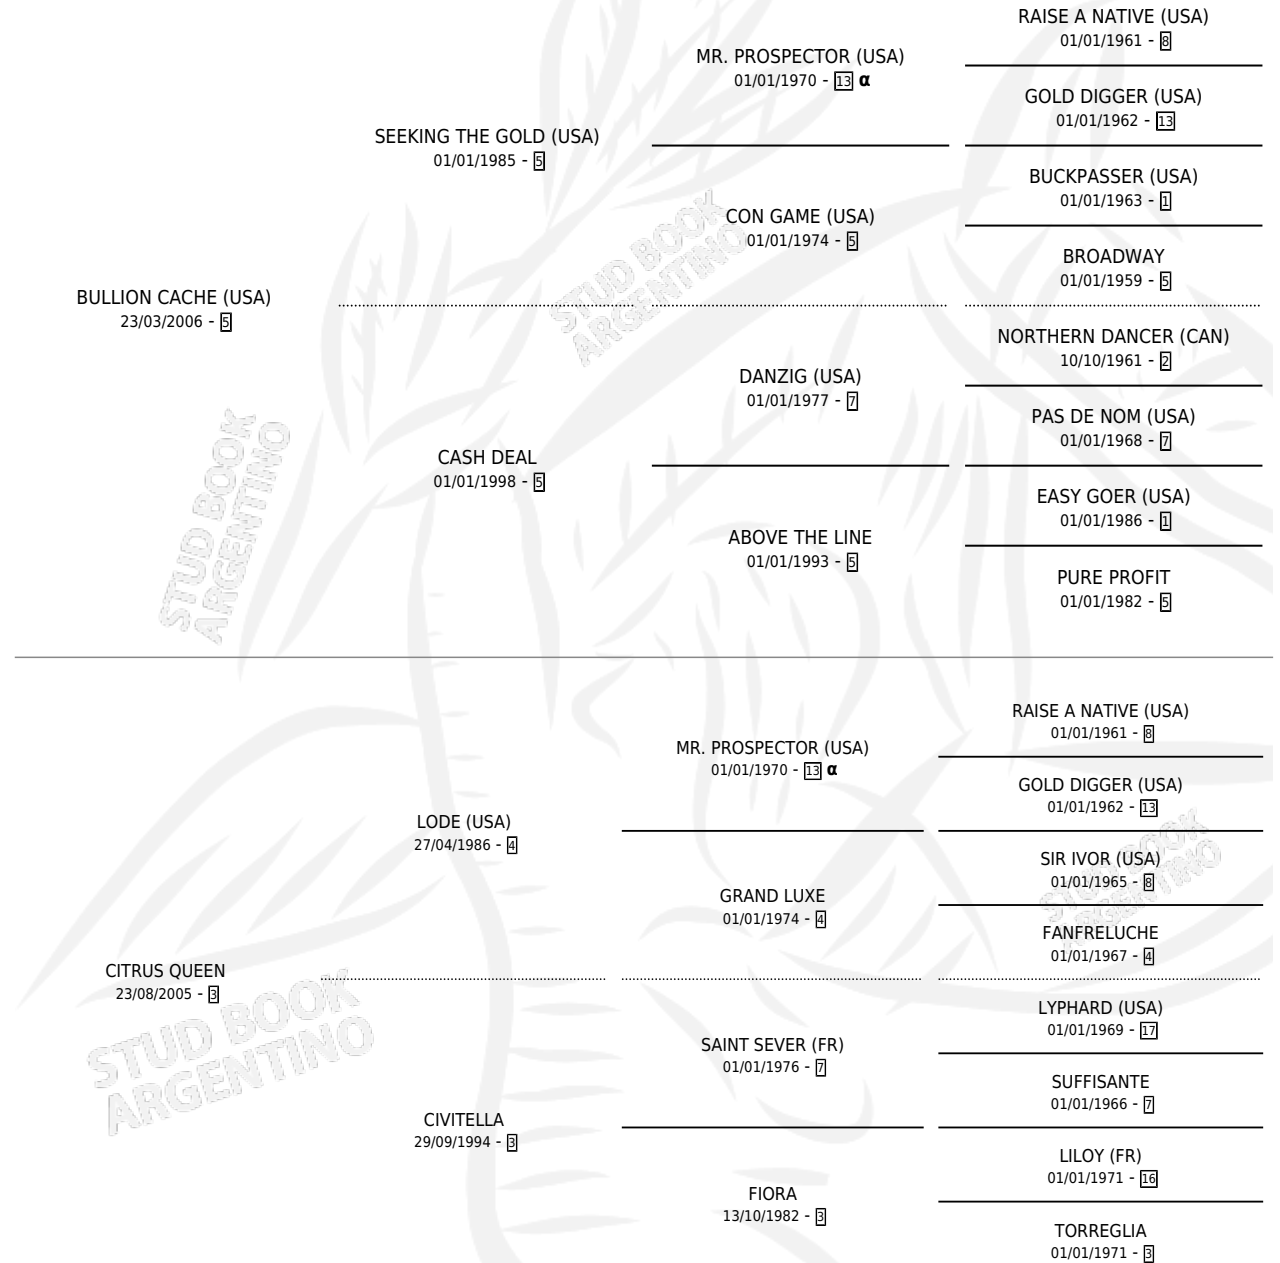 RAISE A NATIVE (USA)
01/01/1961 - 8
MR. PROSPECTOR (USA)
01/01/1970 - 13 α
GOLD DIGGER (USA)
01/01/1962 - 13
SEEKING THE GOLD (USA)
01/01/1985 - 5
BUCKPASSER (USA)
01/01/1963 - 1
CON GAME (USA)
01/01/1974 - 5
BROADWAY
01/01/1959 - 5
BULLION CACHE (USA)
23/03/2006 - 5
NORTHERN DANCER (CAN)
10/10/1961 - 2
DANZIG (USA)
01/01/1977 - 7
PAS DE NOM (USA)
01/01/1968 - 7
CASH DEAL
01/01/1998 - 5
EASY GOER (USA)
01/01/1986 - 1
ABOVE THE LINE
01/01/1993 - 5
PURE PROFIT
01/01/1982 - 5
RAISE A NATIVE (USA)
01/01/1961 - 8
MR. PROSPECTOR (USA)
01/01/1970 - 13 α
GOLD DIGGER (USA)
01/01/1962 - 13
LODE (USA)
27/04/1986 - 4
SIR IVOR (USA)
01/01/1965 - 8
GRAND LUXE
01/01/1974 - 4
FANFRELUCHE
01/01/1967 - 4
CITRUS QUEEN
23/08/2005 - 3
LYPHARD (USA)
01/01/1969 - 17
SAINT SEVER (FR)
01/01/1976 - 7
SUFFISANTE
01/01/1966 - 7
CIVITELLA
29/09/1994 - 3
LILOY (FR)
01/01/1971 - 16
FIORA
13/10/1982 - 3
TORREGLIA
01/01/1971 - 3
STUD BOOK
ARGENTINO
STUD BOOK
ARGENTINO
STUD BOOK
ARGENTINO
STUD BOOK
ARGENTINO